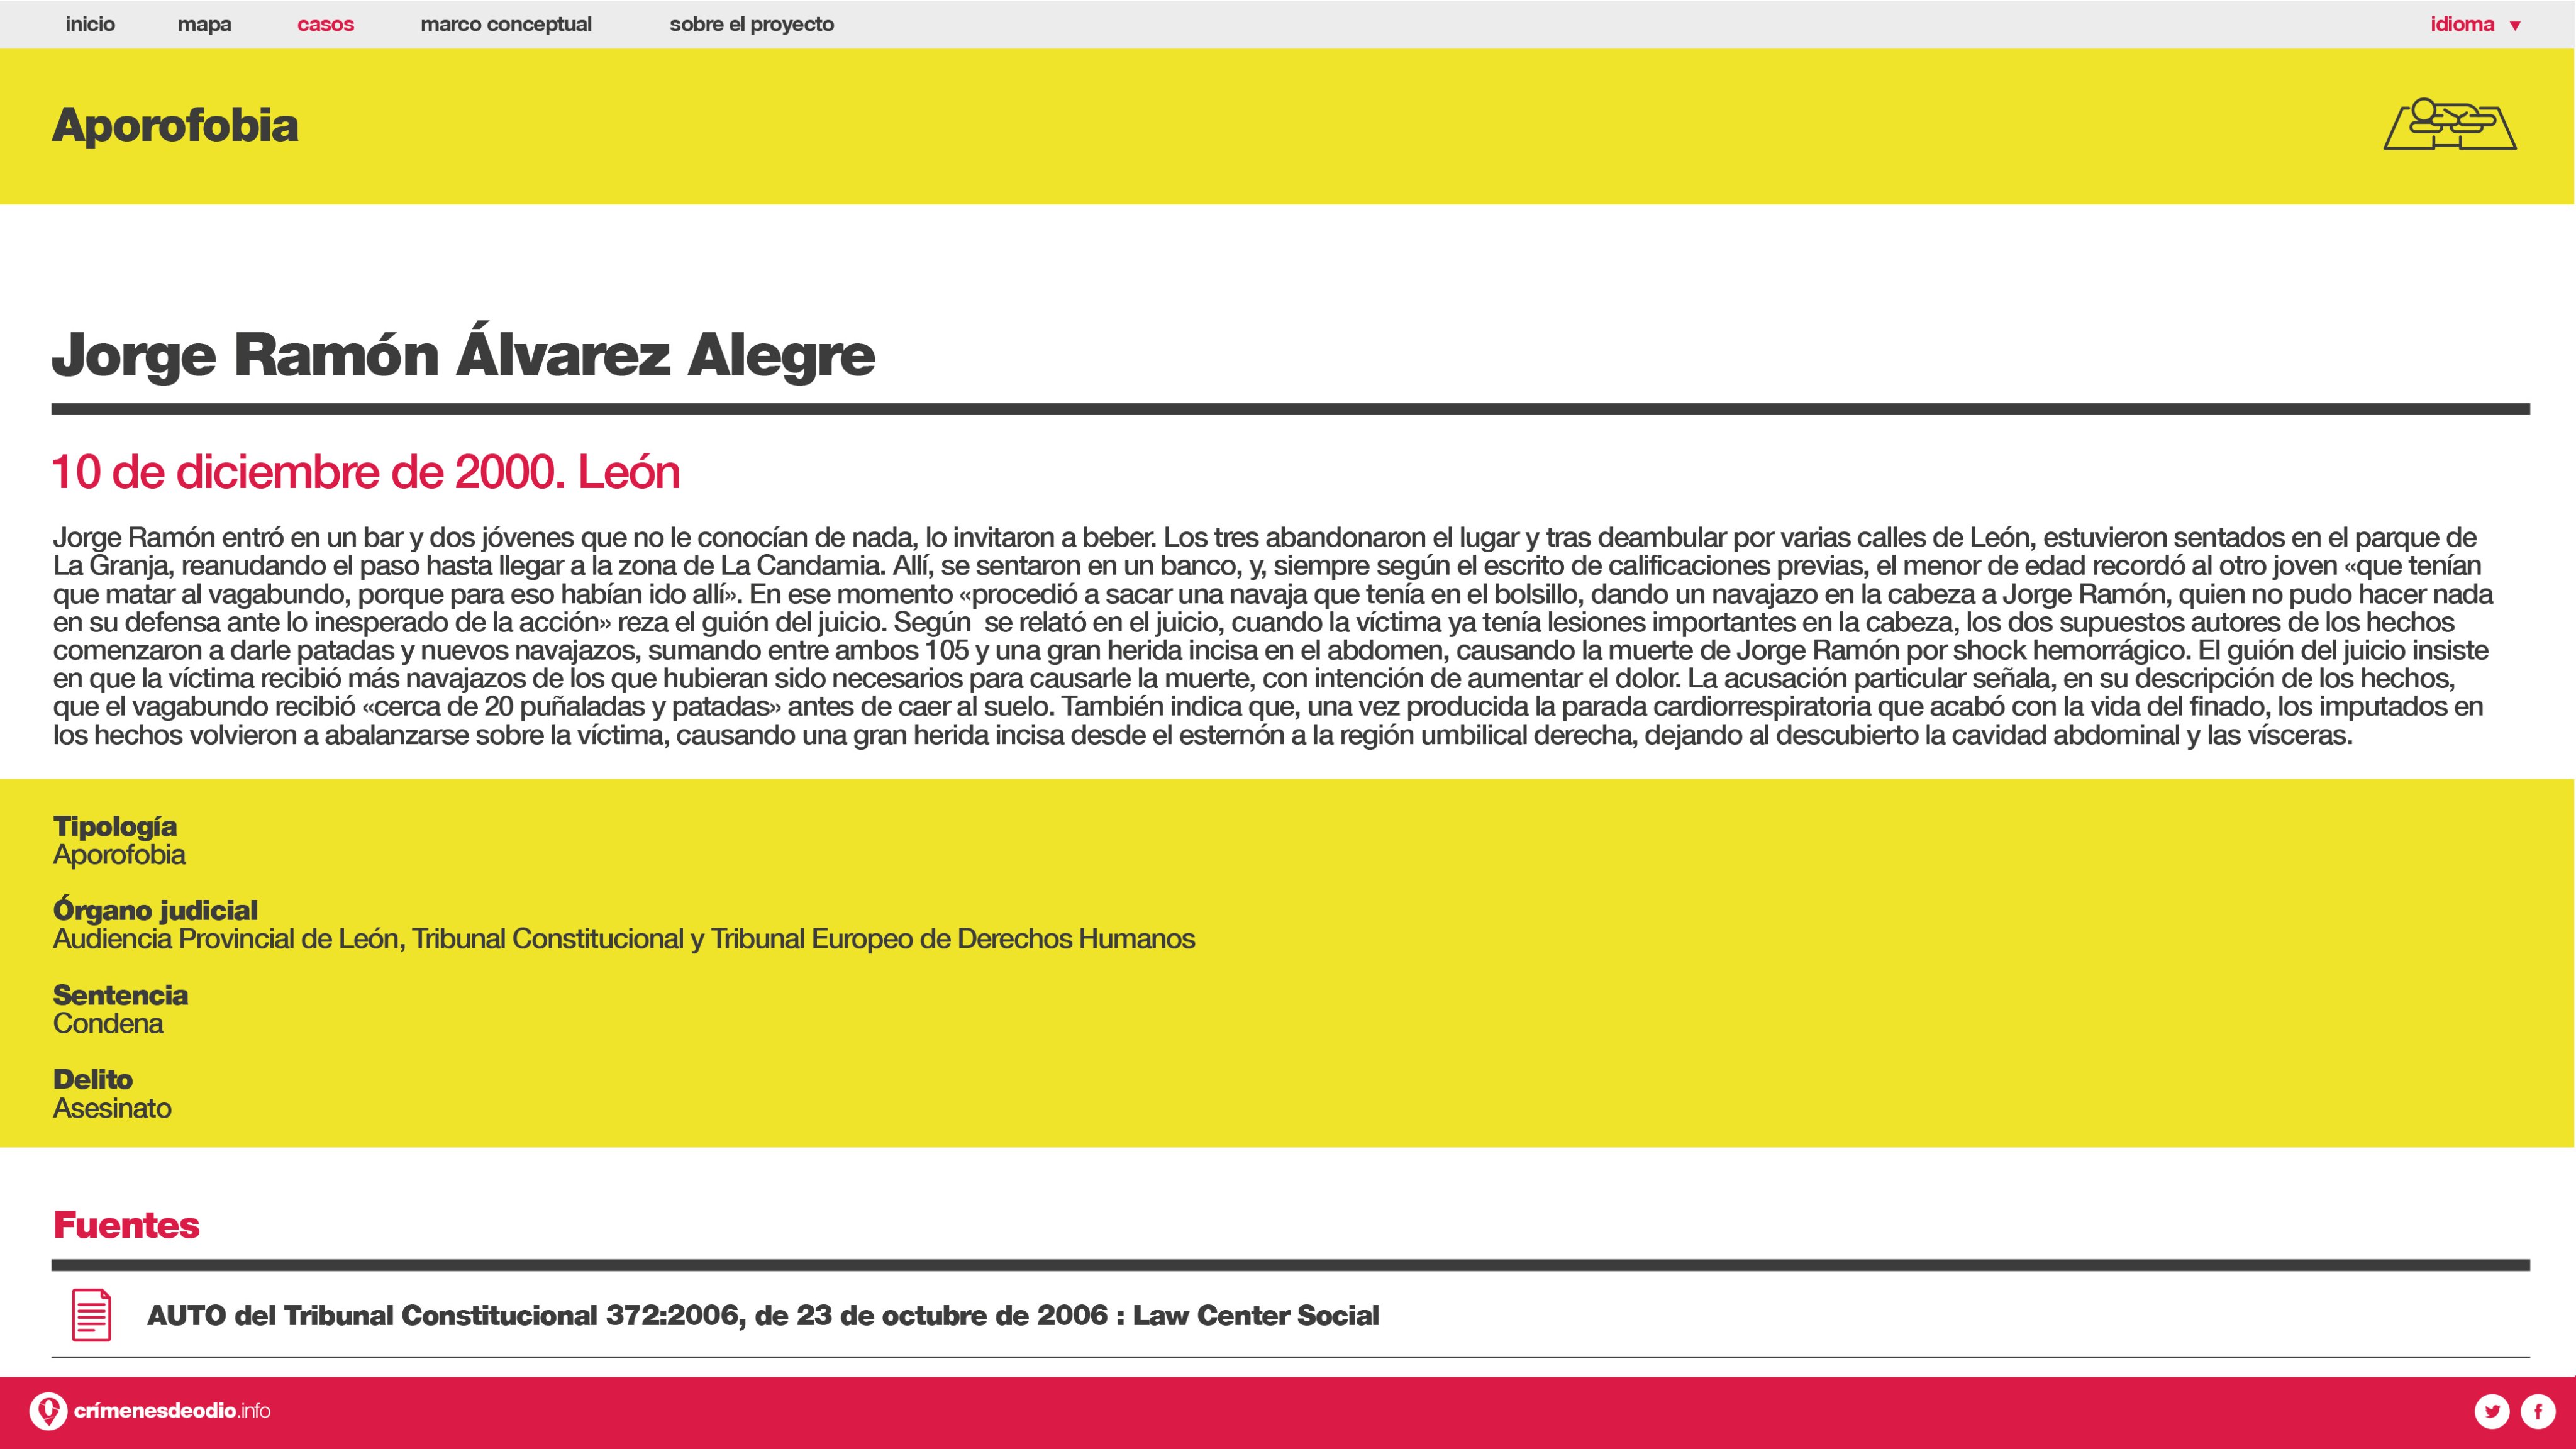 inicio mapa casos marco conceptual sobre el proyecto idioma ▼
Aporofobia
Jorge Ramón Álvarez Alegre
10 de diciembre de 2000. León
Jorge Ramón entró en un bar y dos jóvenes que no le conocían de nada, lo invitaron a beber. Los tres abandonaron el lugar y tras deambular por varias calles de León, estuvieron sentados en el parque de
La Granja, reanudando el paso hasta llegar a la zona de La Candamia. Allí, se sentaron en un banco, y, siempre según el escrito de calificaciones previas, el menor de edad recordó al otro joven «que tenían
que matar al vagabundo, porque para eso habían ido allí». En ese momento «procedió a sacar una navaja que tenía en el bolsillo, dando un navajazo en la cabeza a Jorge Ramón, quien no pudo hacer nada
en su defensa ante lo inesperado de la acción» reza el guión del juicio. Según  se relató en el juicio, cuando la víctima ya tenía lesiones importantes en la cabeza, los dos supuestos autores de los hechos
comenzaron a darle patadas y nuevos navajazos, sumando entre ambos 105 y una gran herida incisa en el abdomen, causando la muerte de Jorge Ramón por shock hemorrágico. El guión del juicio insiste
en que la víctima recibió más navajazos de los que hubieran sido necesarios para causarle la muerte, con intención de aumentar el dolor. La acusación particular señala, en su descripción de los hechos,
que el vagabundo recibió «cerca de 20 puñaladas y patadas» antes de caer al suelo. También indica que, una vez producida la parada cardiorrespiratoria que acabó con la vida del finado, los imputados en
los hechos volvieron a abalanzarse sobre la víctima, causando una gran herida incisa desde el esternón a la región umbilical derecha, dejando al descubierto la cavidad abdominal y las vísceras.
Tipología
Aporofobia
Órgano judicial
Audiencia Provincial de León, Tribunal Constitucional y Tribunal Europeo de Derechos Humanos
Sentencia
Condena
Delito
Asesinato
Fuentes
AUTO del Tribunal Constitucional 372:2006, de 23 de octubre de 2006 : Law Center Social
crímenesdeodio.info